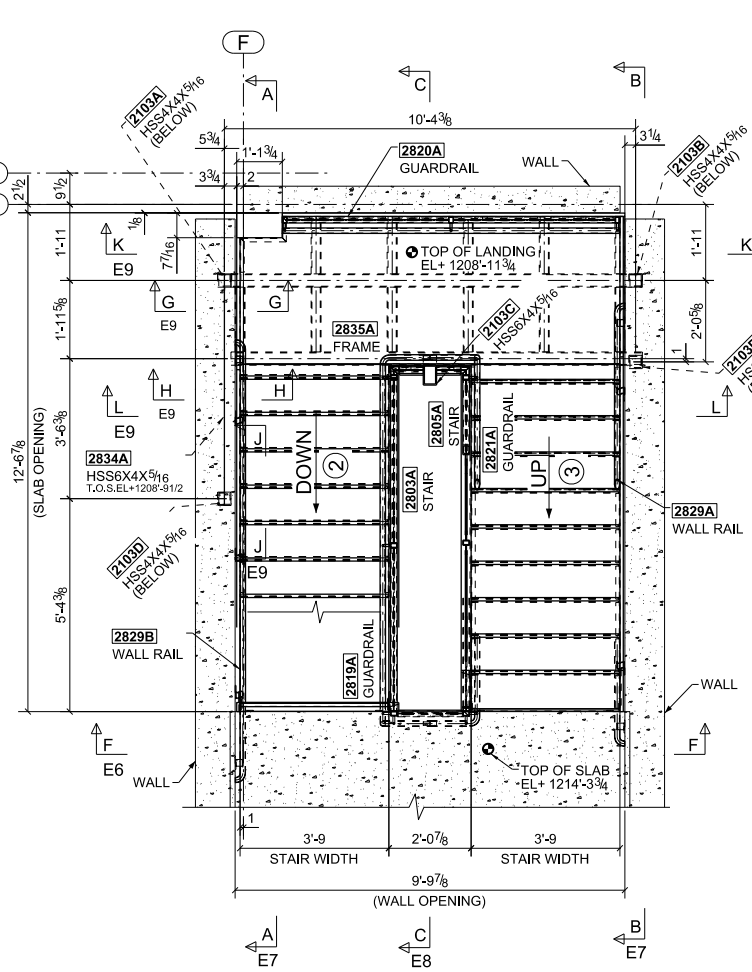 F
A
C
B
10'-4 3/8
5 3/4
1'-1 3/4
3 1/4
3 3/4
2
2103A
HSS4X4X5/16
(BELOW)
2820A
GUARDRAIL
WALL
2103B
HSS4X4X5/16
(BELOW)
2 1/2
9 1/2
1/8
7 7/16
1'-11
1'-11
K
E9
K
TOP OF LANDING
EL+ 1208'-11 3/4
G
E9
G
2103C
HSS6X4X5/16
1'-11 5/8
2'-0 5/8
2835A
FRAME
1
H
E9
H
L
E9
L
3'-6 3/8
12'-6 7/8
(SLAB OPENING)
2805A
STAIR
2821A
GUARDRAIL
2803A
STAIR
DOWN
2
UP
3
J
J
E9
2834A
HSS6X4X5/16
T.O.S.EL+1208'-91/2
2829A
WALL RAIL
2103D
HSS4X4X5/16
(BELOW)
5'-4 3/8
2829B
WALL RAIL
2819A
GUARDRAIL
WALL
F
E6
F
WALL
TOP OF SLAB
EL+ 1214'-3 3/4
1
3'-9
STAIR WIDTH
2'-0 7/8
3'-9
STAIR WIDTH
9'-9 7/8
(WALL OPENING)
A
E7
C
E8
B
E7